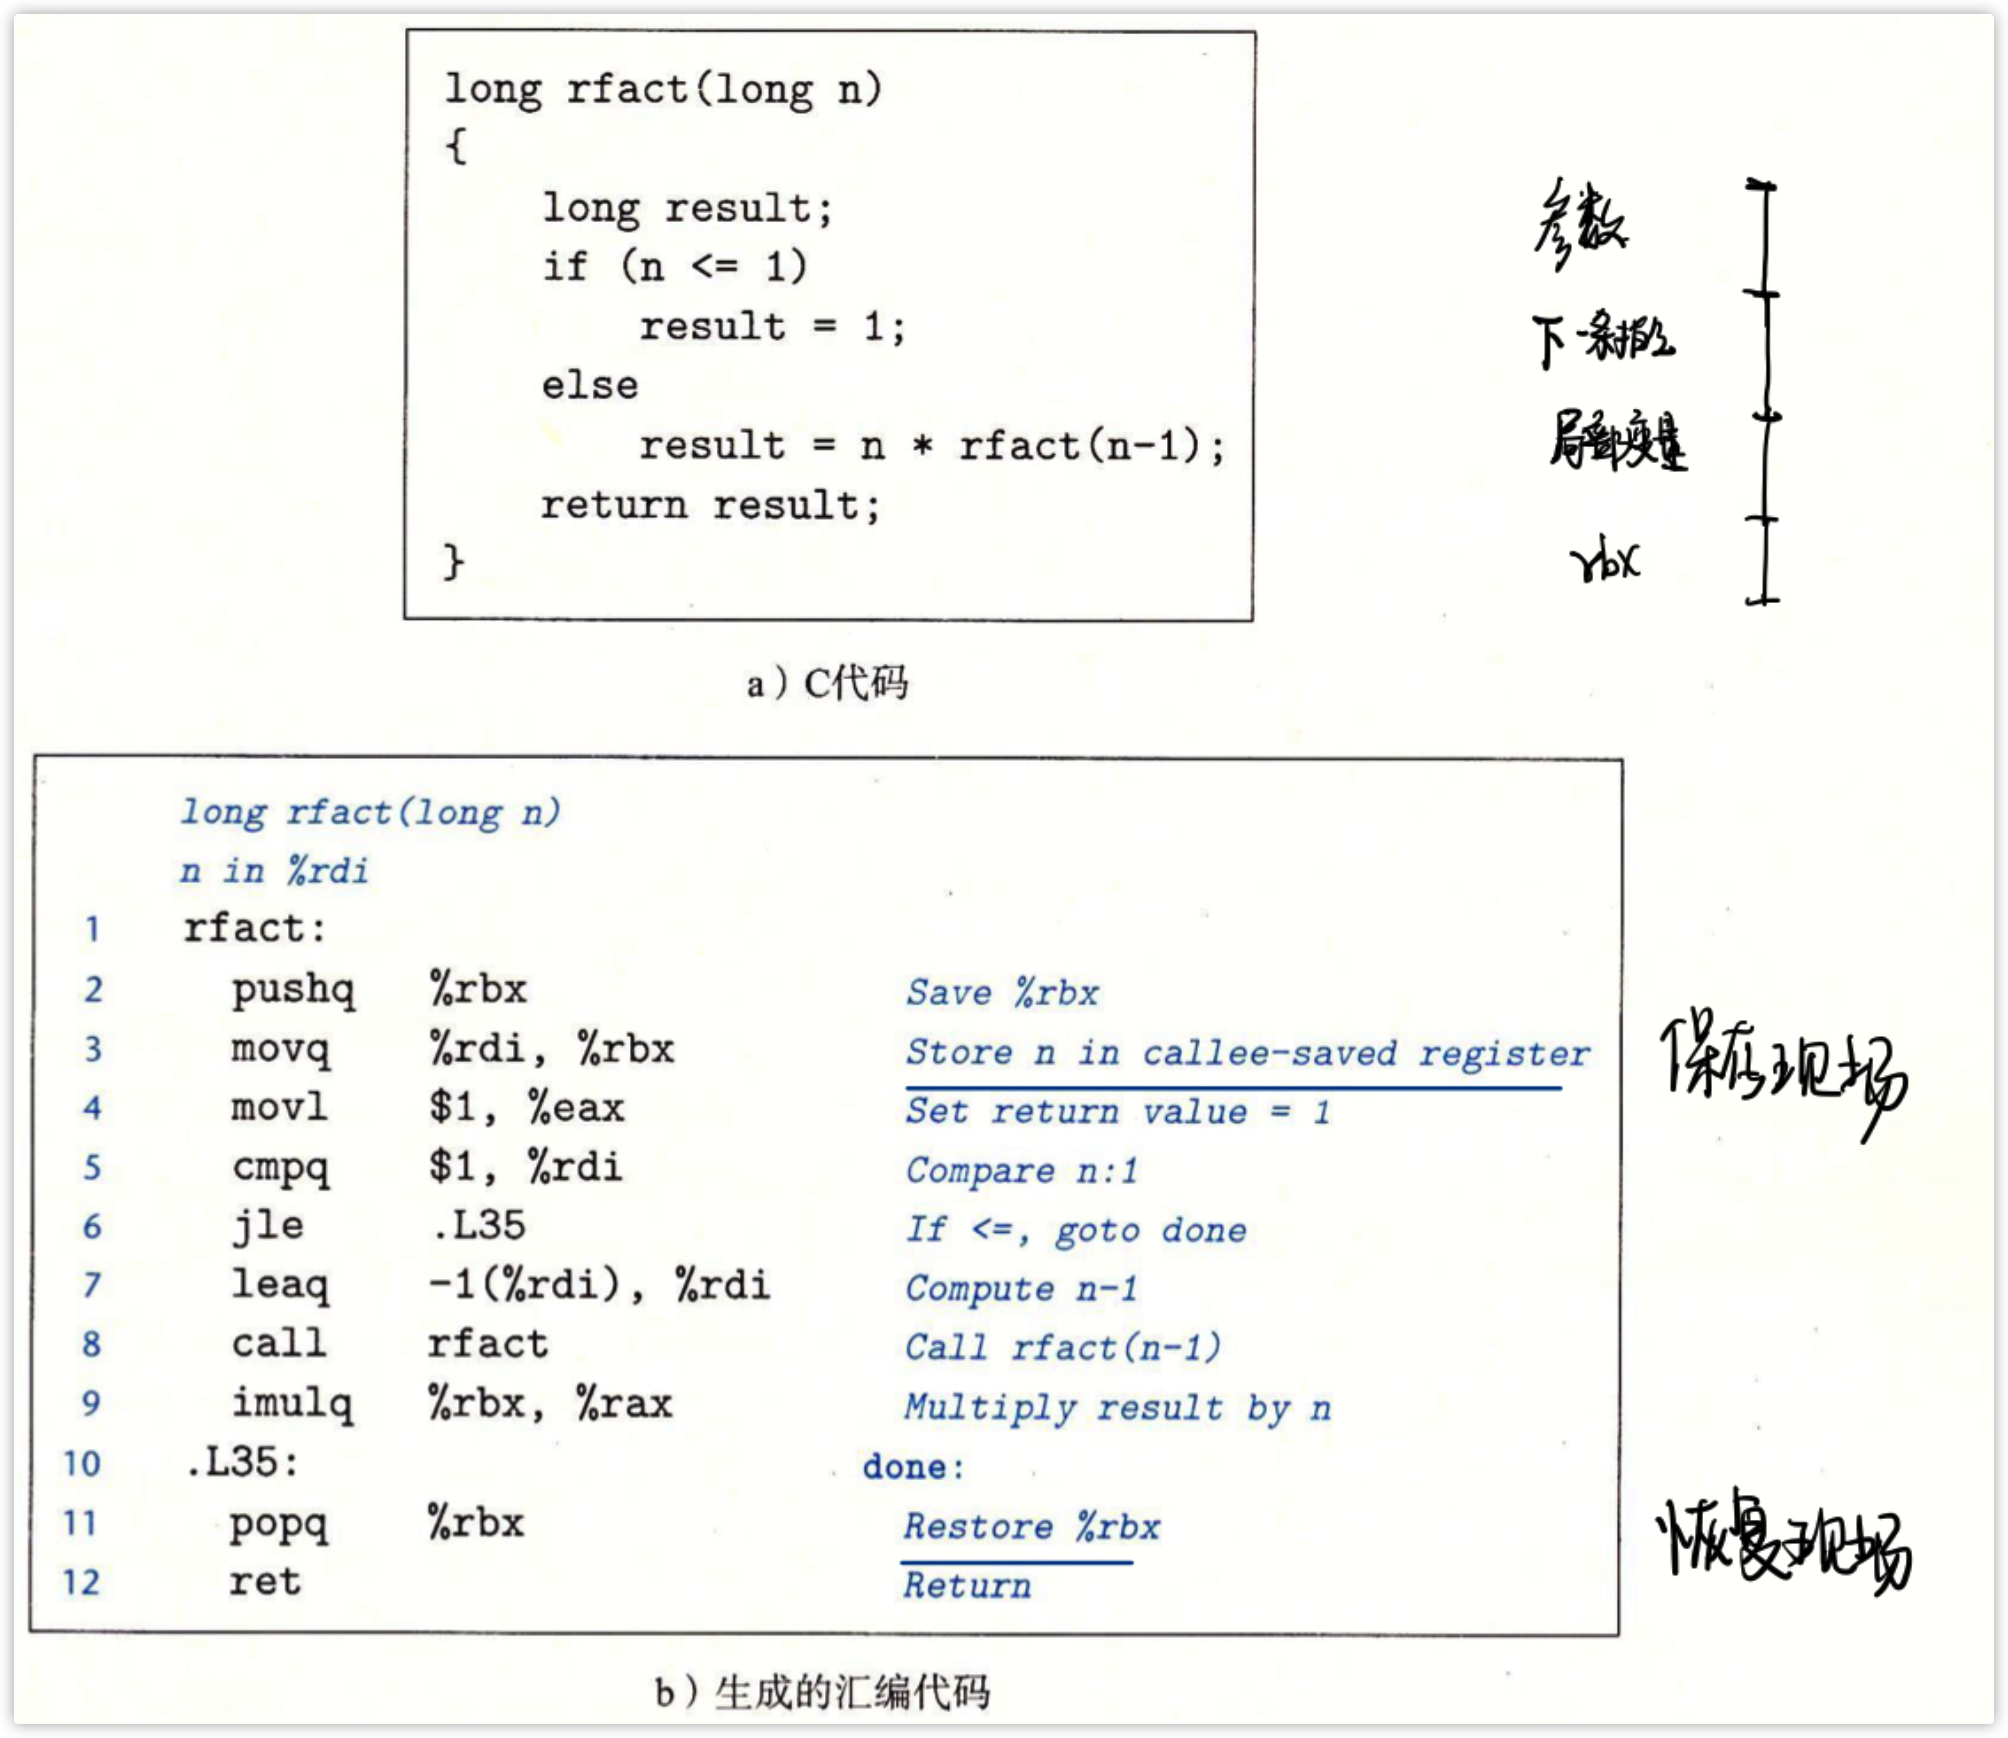 long rfact(long n)
{
long result;
if (n <= 1)
result = 1;
else
result = n * rfact(n-1);
return result;
}
参数
下一条指令
局部变量
rbx
a）C代码
long rfact(long n)
n in %rdi
1 rfact:
2 pushq %rbx Save %rbx
3 movq %rdi, %rbx Store n in callee-saved register
4 movl $1, %eax Set return value = 1
5 cmpq $1, %rdi Compare n:1
6 jle .L35 If <=, goto done
7 leaq -1(%rdi), %rdi Compute n-1
8 call rfact Call rfact(n-1)
9 imulq %rbx, %rax Multiply result by n
10 .L35: done:
11 popq %rbx Restore %rbx
12 ret Return
保存现场
恢复现场
b）生成的汇编代码